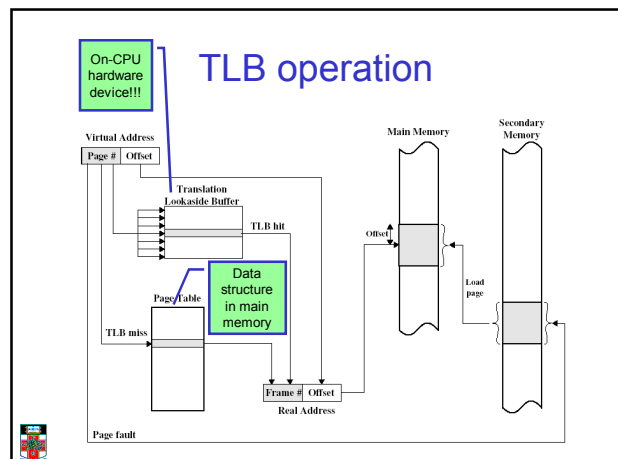 TLB operation
On-CPU
hardware
device!!!
Virtual Address
Page # Offset
Translation
Lookaside Buffer
TLB hit
Main Memory
Secondary
Memory
Offset
Load
page
Data
structure
in main
memory
Page Table
TLB miss
Frame # Offset
Real Address
Page fault